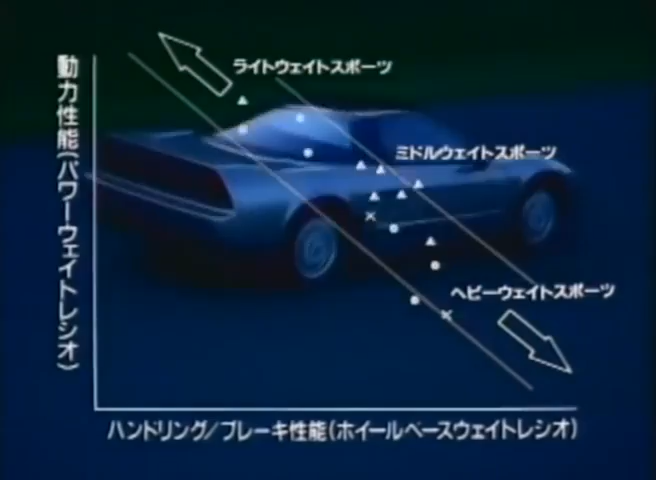 ライトウェイトスポーツ
動力性能(パワーウェイトレシオ)
ミドルウェイトスポーツ
ヘビーウェイトスポーツ
ハンドリング/ブレーキ性能(ホイールベースウェイトレシオ)